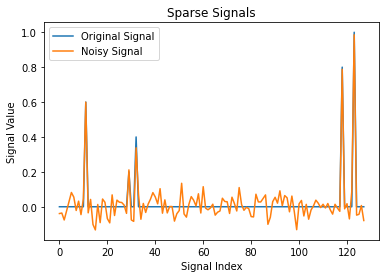 Sparse Signals
Original Signal
Noisy Signal
Signal Value
1.0
0.8
0.6
0.4
0.2
0.0
0 20 40 60 80 100 120
Signal Index